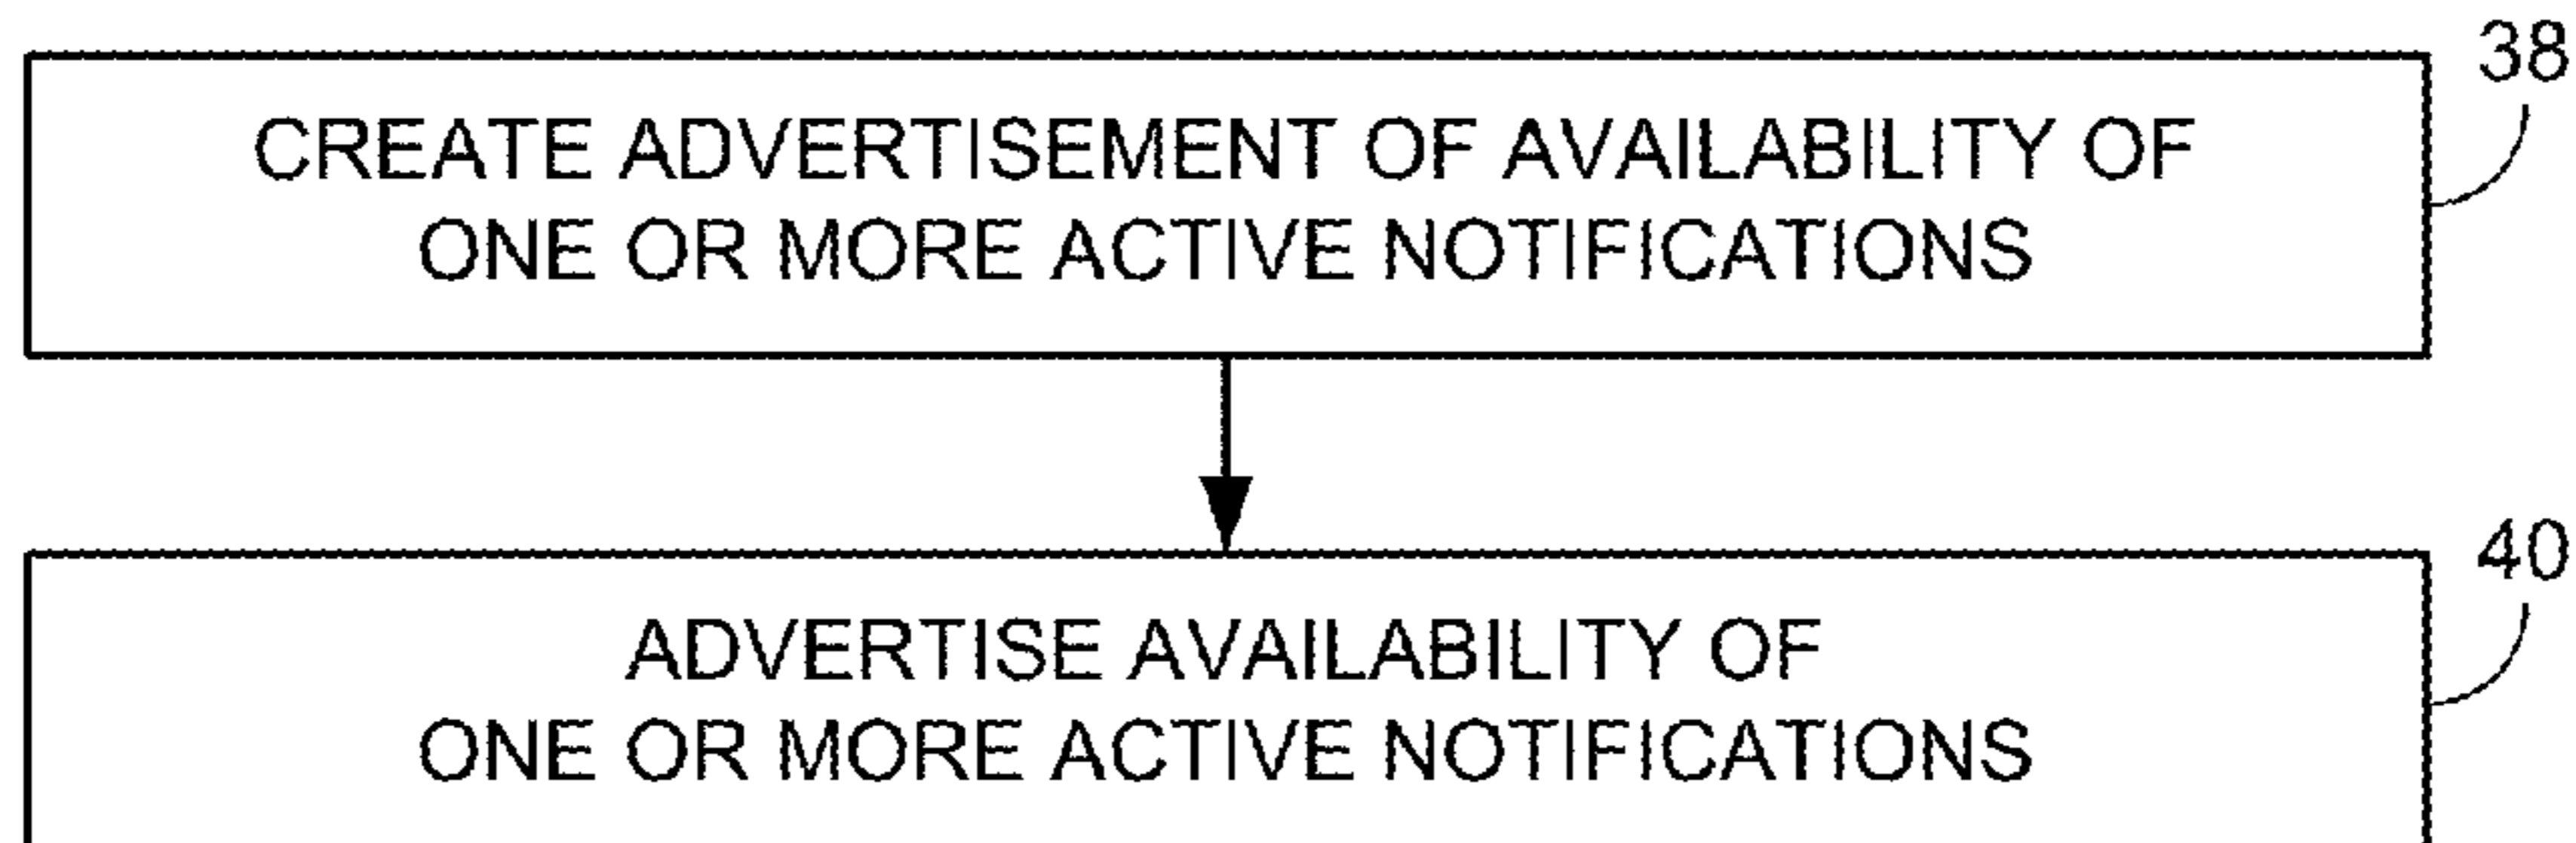 38
CREATE ADVERTISEMENT OF AVAILABILITY OF
ONE OR MORE ACTIVE NOTIFICATIONS
40
ADVERTISE AVAILABILITY OF
ONE OR MORE ACTIVE NOTIFICATIONS